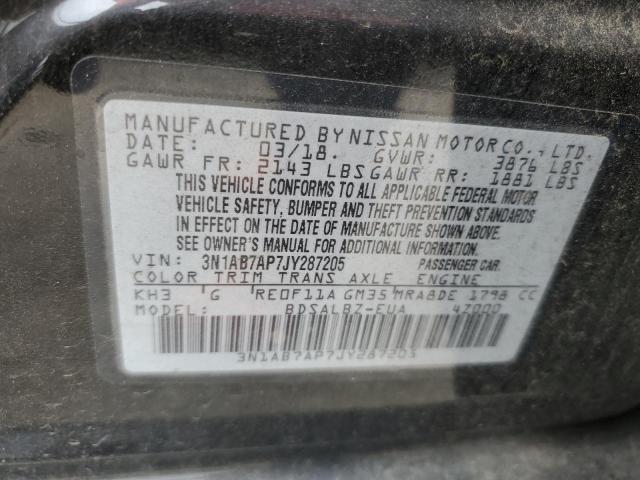 MANUFACTURED BY NISSAN MOTOR CO., LTD.
DATE: 03/18. GVWR: 3876 LBS
GAWR FR: 2143 LBS GAWR RR: 1881 LBS
THIS VEHICLE CONFORMS TO ALL APPLICABLE FEDERAL MOTOR
VEHICLE SAFETY, BUMPER AND THEFT PREVENTION STANDARDS
IN EFFECT ON THE DATE OF MANUFACTURE SHOWN ABOVE.
SEE OWNER'S MANUAL FOR ADDITIONAL INFORMATION.
VIN: 3N1AB7AP7JY287205 PASSENGER CAR.
COLOR TRIM TRANS AXLE ENGINE
KH3 G RE0F11A GM35 MRA8DE 1798 CC
MODEL: BDSALBZ-EUA 4Z000
3N1AB7AP7JY287205